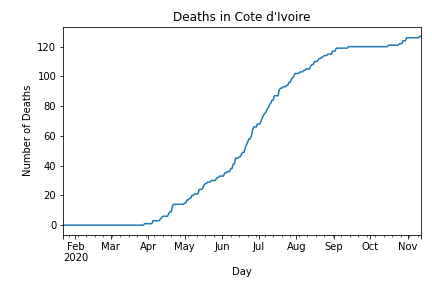 Deaths in Cote d'Ivoire
Number of Deaths
120
100
80
60
40
20
0
Feb Mar Apr May Jun Jul Aug Sep Oct Nov
2020
Day